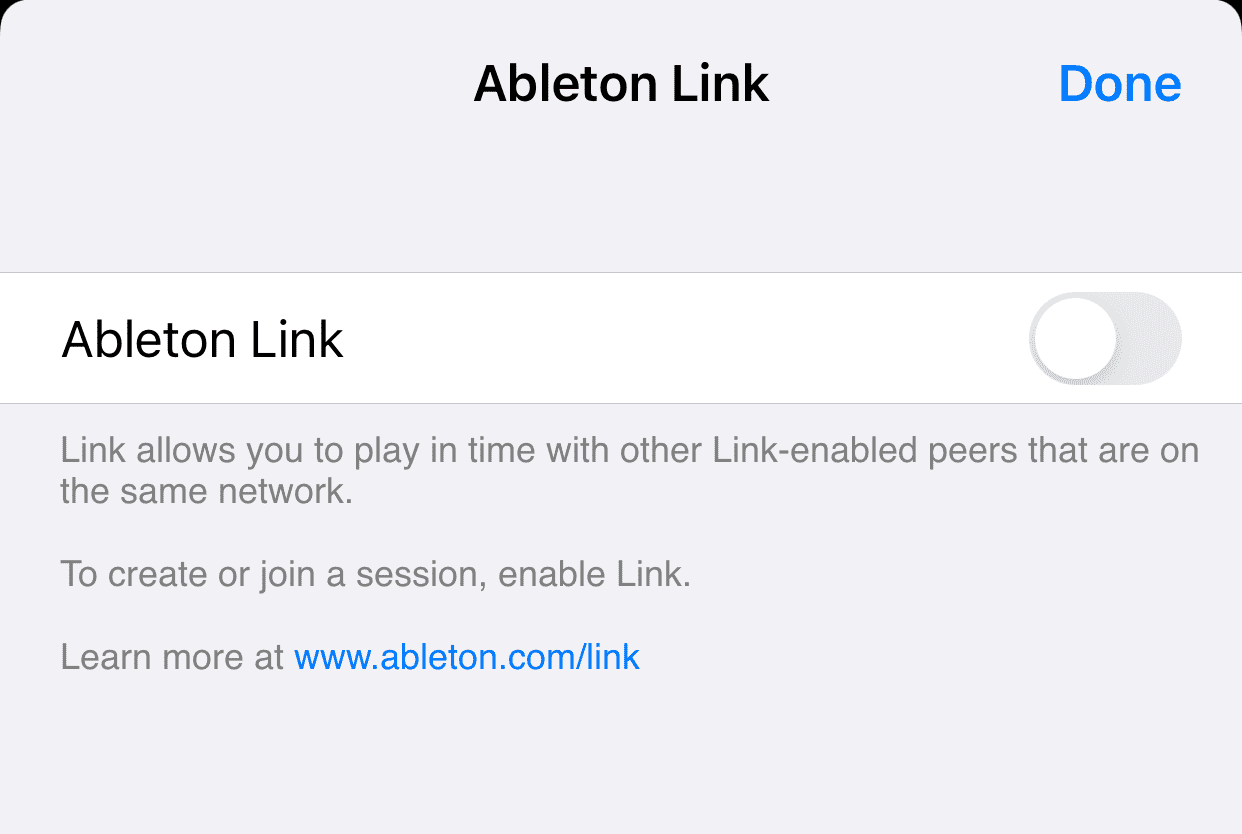 Ableton Link
Done
Ableton Link
Link allows you to play in time with other Link-enabled peers that are on
the same network.
To create or join a session, enable Link.
Learn more at www.ableton.com/link